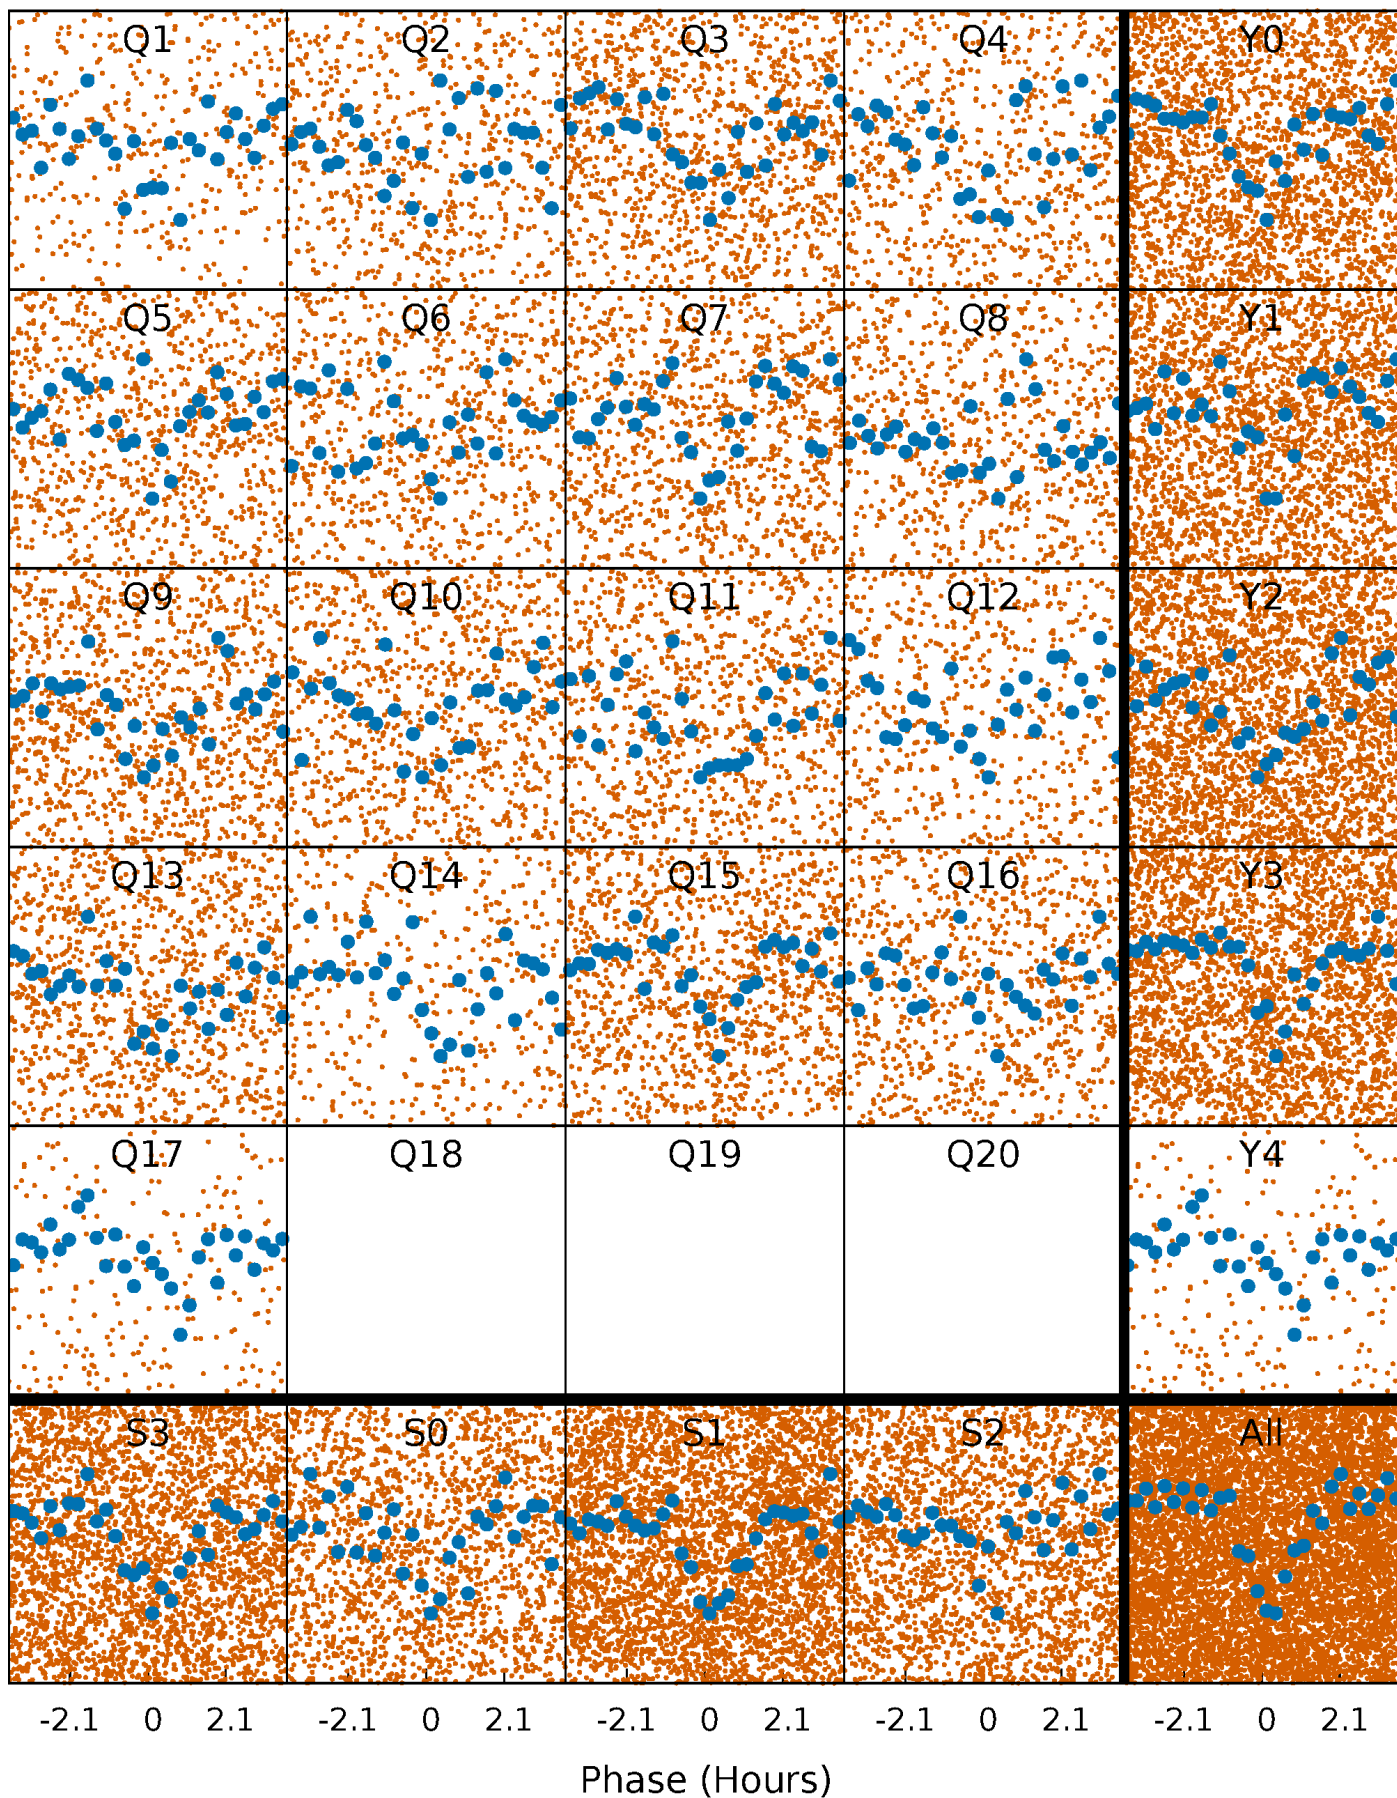 Q1 Q2 Q3 Q4 Y0
Q5 Q6 Q7 Q8 Y1
Q9 Q10 Q11 Q12 Y2
Q13 Q14 Q15 Q16 Y3
Q17 Q18 Q19 Q20 Y4
S3 S0 S1 S2 All
-2.1 0 2.1 -2.1 0 2.1 -2.1 0 2.1 -2.1 0 2.1 -2.1 0 2.1
Phase (Hours)